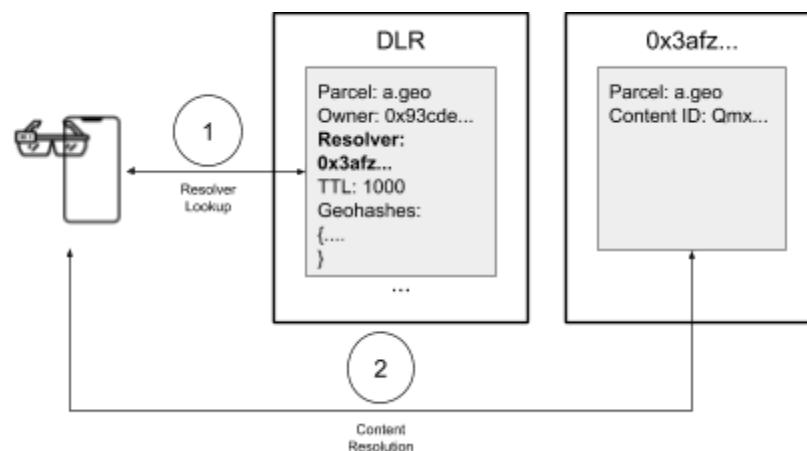 DLR
Parcel: a.geo
Owner: 0x93cde...
Resolver:
0x3afz...
TTL: 1000
Geohashes:
{....
}
...
0x3afz...
Parcel: a.geo
Content ID: Qmx...
1
Resolver
Lookup
2
Content
Resolution